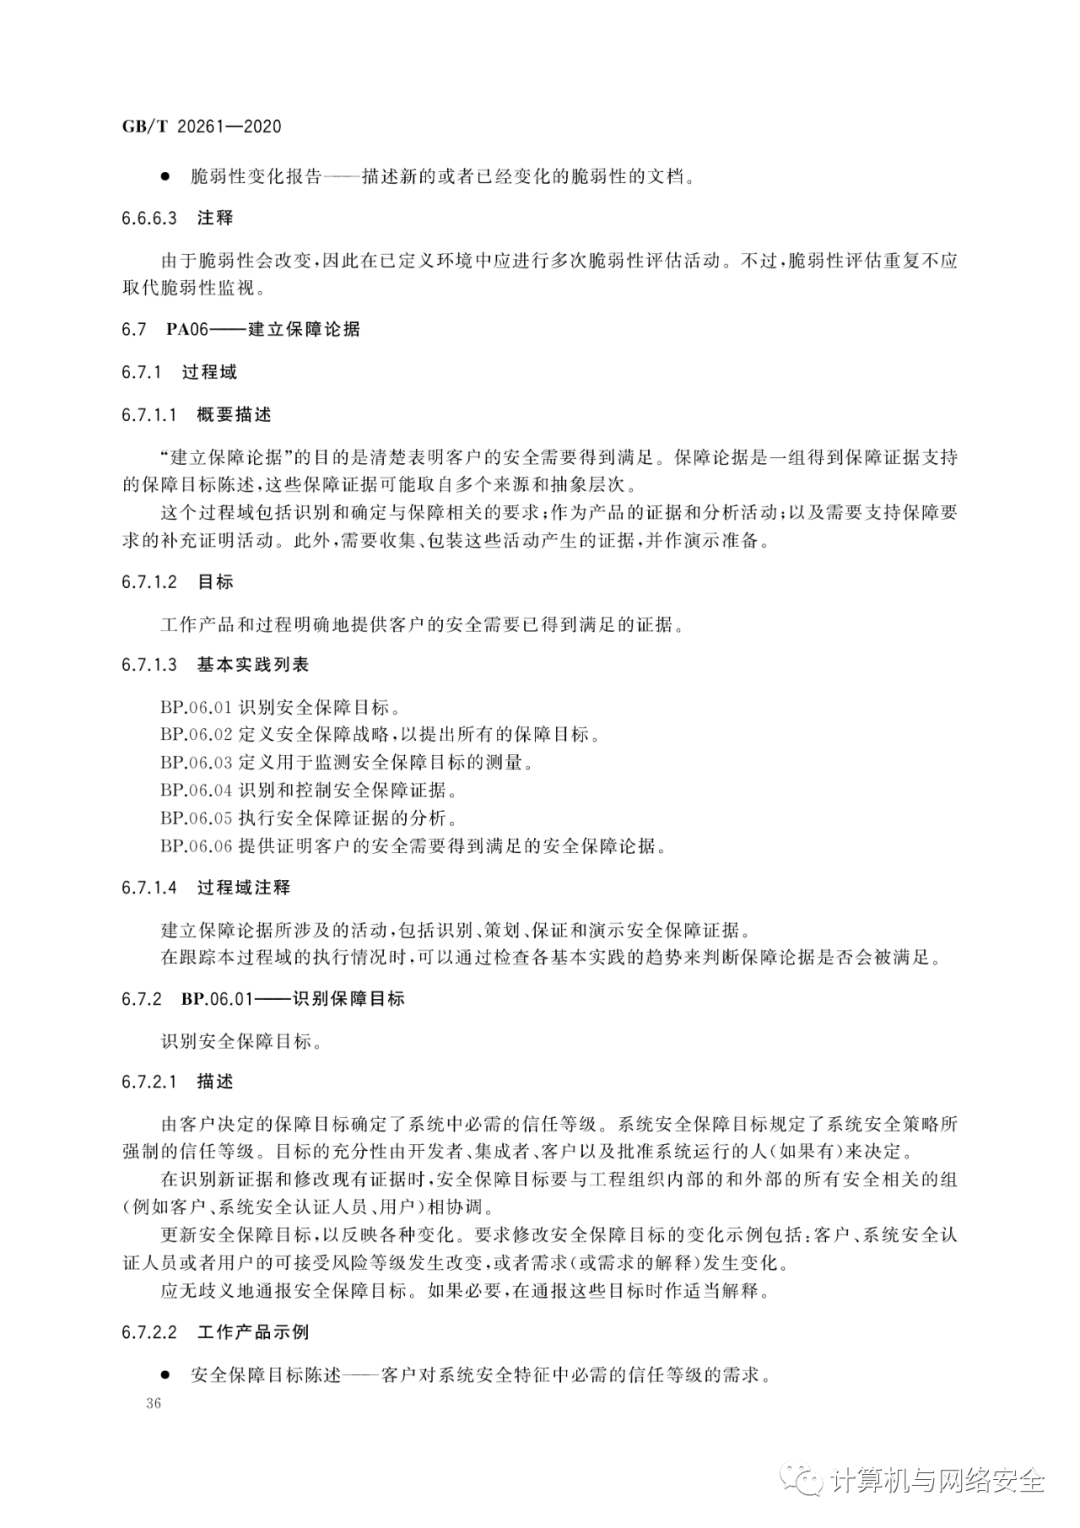 GB/T 20261—2020
● 脆弱性变化报告——描述新的或者已经变化的脆弱性的文档。
6.6.6.3 注释
由于脆弱性会改变,因此在已定义环境中应进行多次脆弱性评估活动。不过,脆弱性评估重复不应
取代脆弱性监视。
6.7 PA06——建立保障论据
6.7.1 过程域
6.7.1.1 概要描述
“建立保障论据”的目的是清楚表明客户的安全需要得到满足。保障论据是一组得到保障证据支持
的保障目标陈述,这些保障证据可能取自多个来源和抽象层次。
这个过程域包括识别和确定与保障相关的要求;作为产品的证据和分析活动;以及需要支持保障要
求的补充证明活动。此外,需要收集、包装这些活动产生的证据,并作演示准备。
6.7.1.2 目标
工作产品和过程明确地提供客户的安全需要已得到满足的证据。
6.7.1.3 基本实践列表
BP.06.01 识别安全保障目标。
BP.06.02 定义安全保障战略,以提出所有的保障目标。
BP.06.03 定义用于监测安全保障目标的测量。
BP.06.04 识别和控制安全保障证据。
BP.06.05 执行安全保障证据的分析。
BP.06.06 提供证明客户的安全需要得到满足的安全保障论据。
6.7.1.4 过程域注释
建立保障论据所涉及的活动,包括识别、策划、保证和演示安全保障证据。
在跟踪本过程域的执行情况时,可以通过检查各基本实践的趋势来判断保障论据是否会被满足。
6.7.2 BP.06.01——识别保障目标
识别安全保障目标。
6.7.2.1 描述
由客户决定的保障目标确定了系统中必需的信任等级。系统安全保障目标规定了系统安全策略所
强制的信任等级。目标的充分性由开发者、集成者、客户以及批准系统运行的人(如果有)来决定。
在识别新证据和修改现有证据时,安全保障目标要与工程组织内部的和外部的所有安全相关的组
(例如客户、系统安全认证人员、用户)相协调。
更新安全保障目标,以反映各种变化。要求修改安全保障目标的变化示例包括:客户、系统安全认
证人员或者用户的可接受风险等级发生改变,或者需求(或需求的解释)发生变化。
应无歧义地通报安全保障目标。如果必要,在通报这些目标时作适当解释。
6.7.2.2 工作产品示例
● 安全保障目标陈述——客户对系统安全特征中必需的信任等级的需求。
36
计算机与网络安全